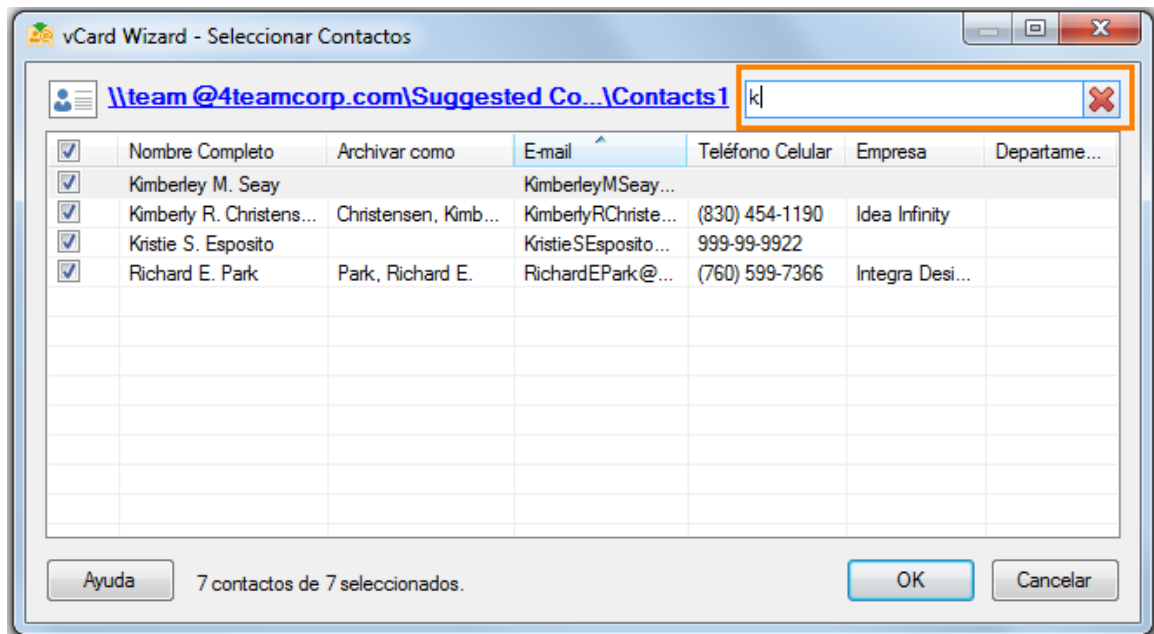 vCard Wizard - Seleccionar Contactos
\\team @4teamcorp.com\Suggested Co...\Contacts1 k
Nombre Completo Archivar como E-mail Teléfono Celular Empresa Departame...
Kimberley M. Seay KimberleyMSeay...
Kimberly R. Christens... Christensen, Kimb... KimberlyRChriste... (830) 454-1190 Idea Infinity
Kristie S. Esposito KristieSEsposito... 999-99-9922
Richard E. Park Park, Richard E. RichardEPark@... (760) 599-7366 Integra Desi...
Ayuda 7 contactos de 7 seleccionados. OK Cancelar